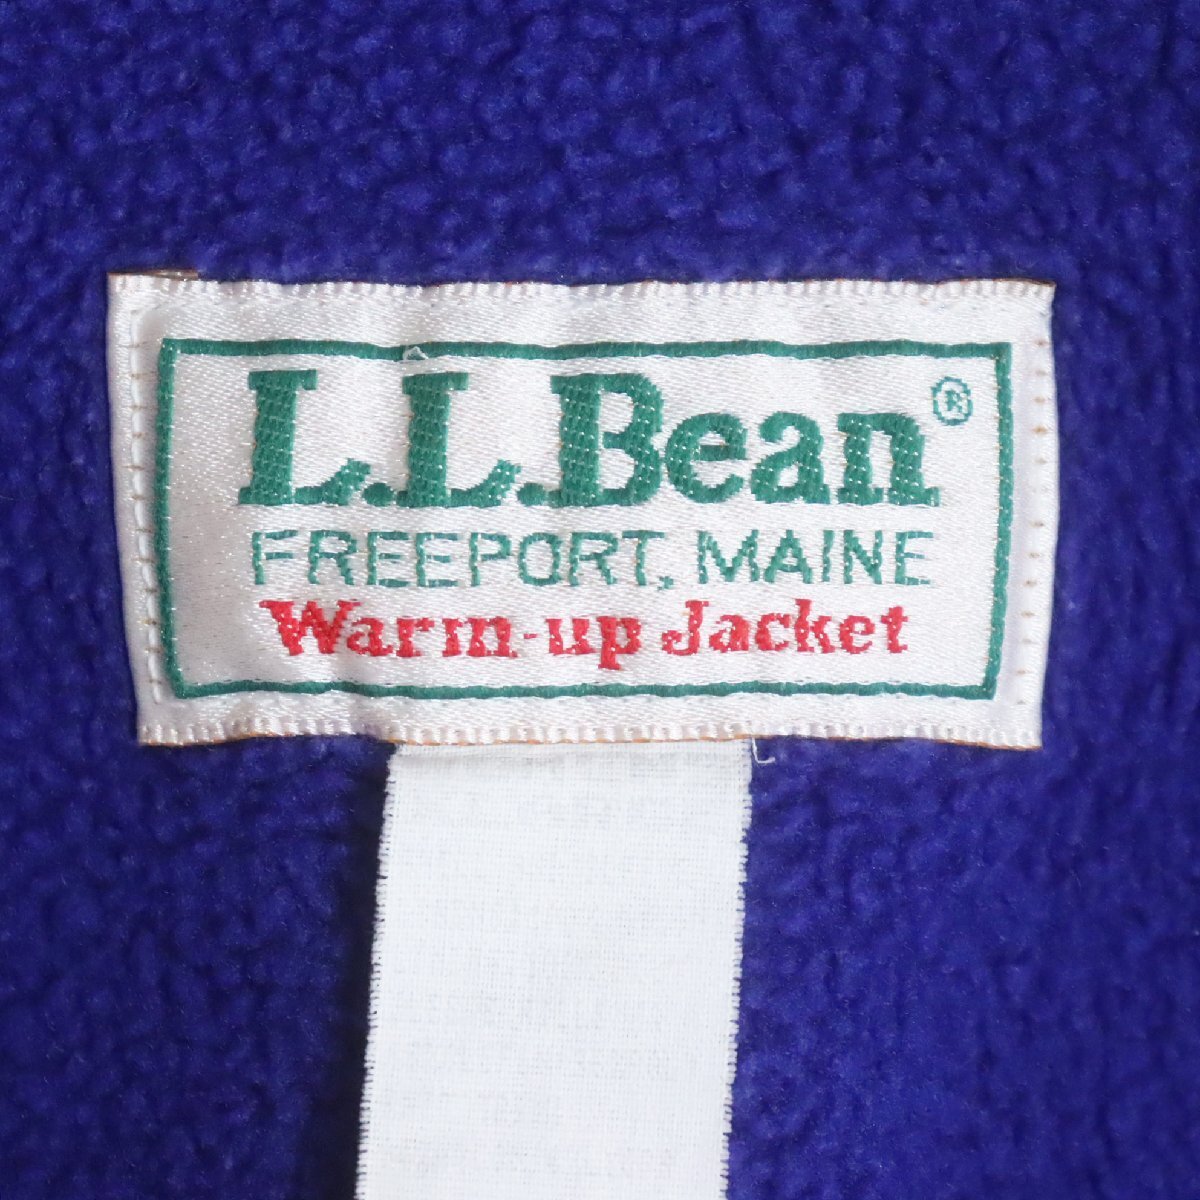 L.L.Bean®
FREEPORT, MAINE
Warm-up Jacket